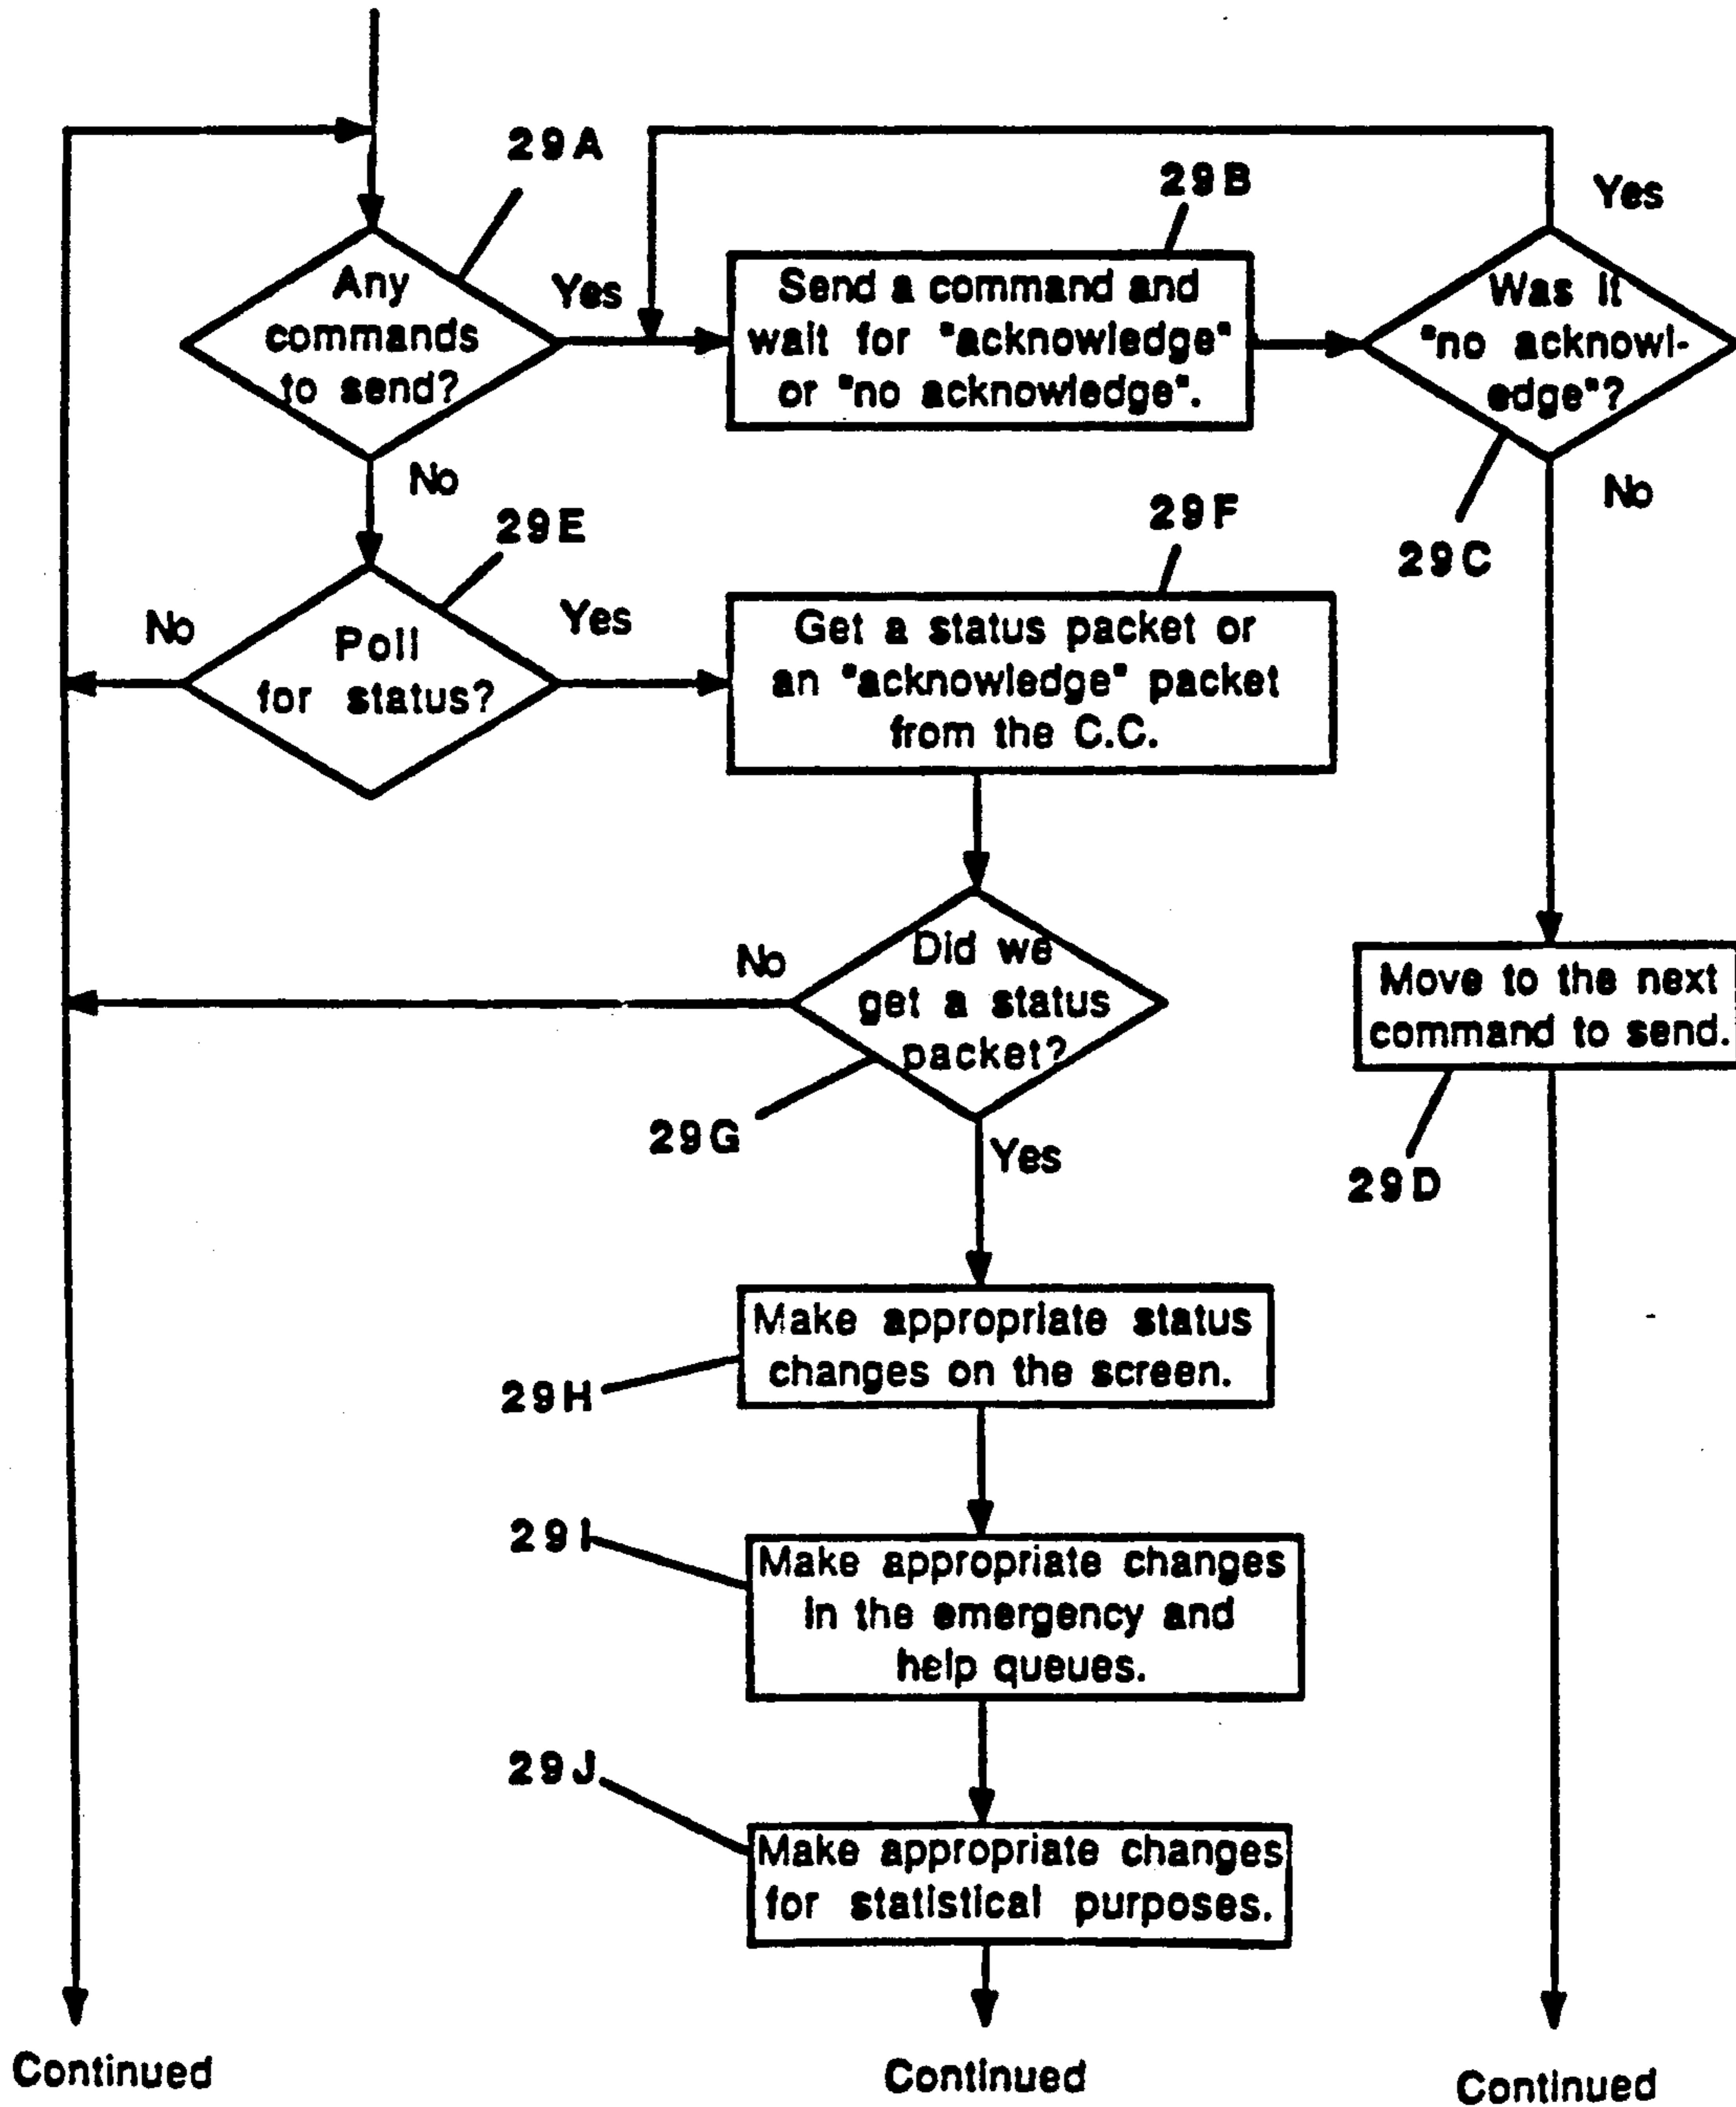 29A
Any
commands
to send?
Yes
No
29B
Send a command and
wait for "acknowledge"
or "no acknowledge".
Yes
Was it
"no acknowl-
edge"?
No
29C
29E
Poll
for status?
No
Yes
29F
Get a status packet or
an "acknowledge" packet
from the C.C.
Did we
get a status
packet?
No
Yes
29G
Move to the next
command to send.
29D
Make appropriate status
changes on the screen.
29H
29I
Make appropriate changes
in the emergency and
help queues.
29J
Make appropriate changes
for statistical purposes.
Continued
Continued
Continued